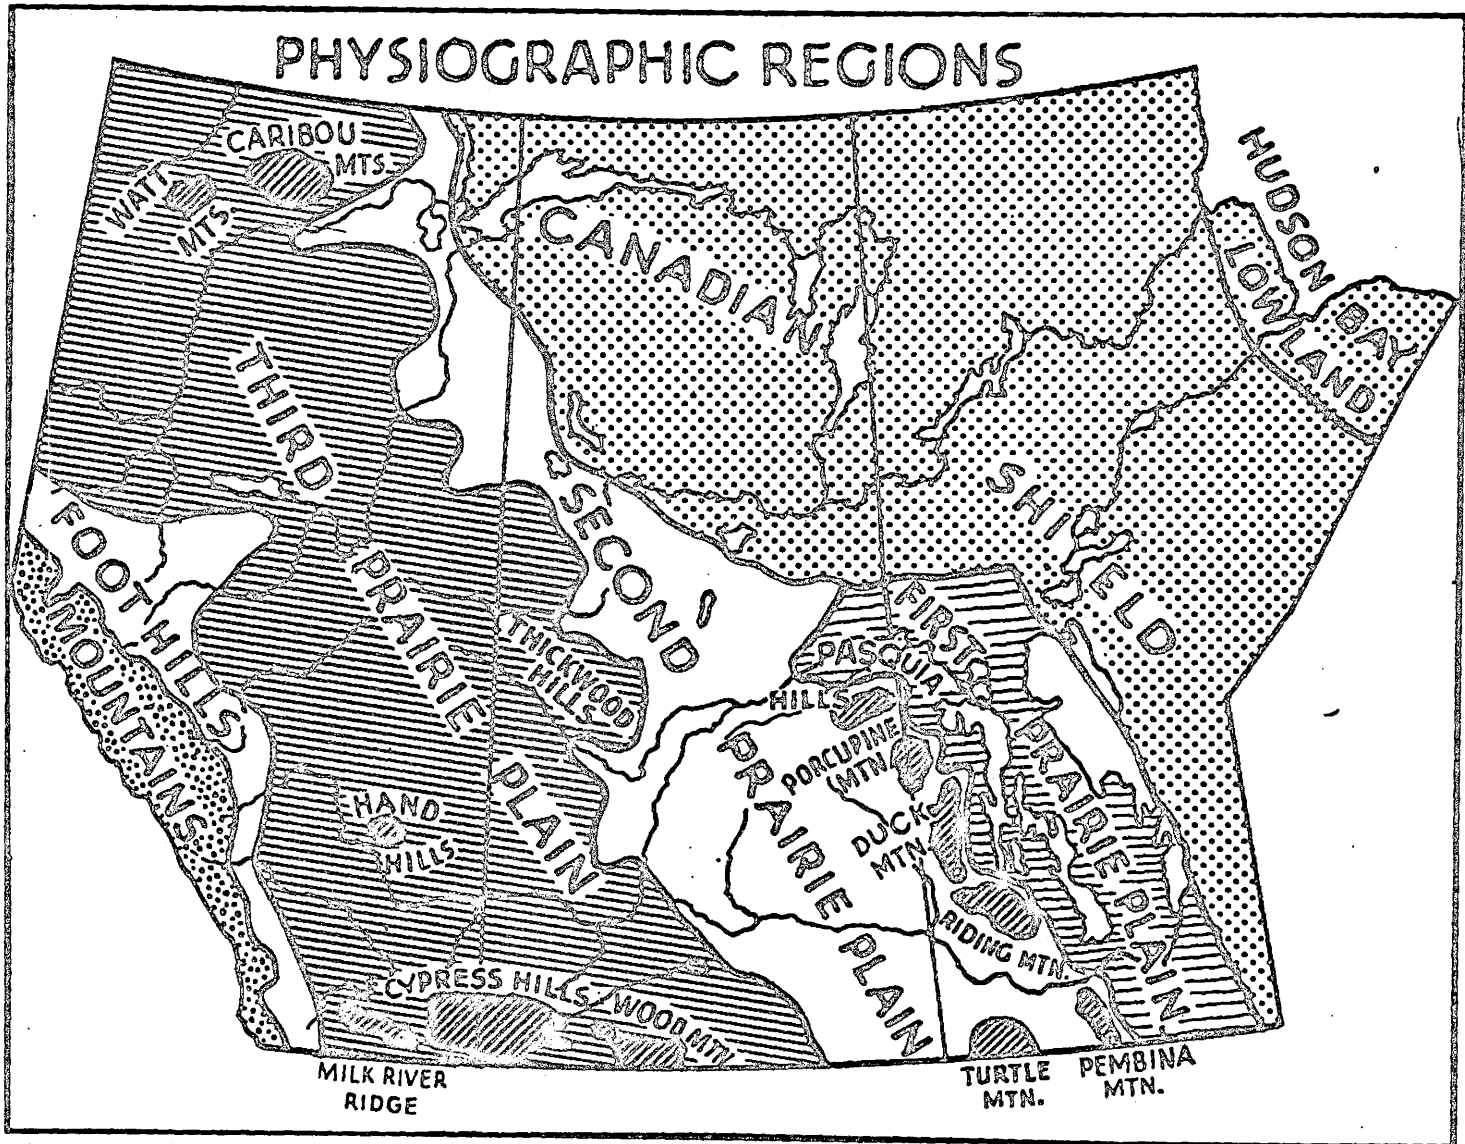 PHYSIOGRAPHIC REGIONS
CARIBOU
MTS.
WATT
MTS
HUDSON BAY
LOWLAND
CANADIAN
SHIELD
THIRD
PRAIRIE
PLAIN
SECOND
PRAIRIE PLAIN
FIRST
PRAIRIE PLAIN
FOOT HILLS
MOUNTAINS
THICKWOOD
HILLS
PASQUIA
HILLS
PORCUPINE
MTN.
DUCK
MTN.
RIDING MTN.
HAND
HILLS
CYPRESS HILLS
WOOD MTN.
MILK RIVER
RIDGE
TURTLE
MTN.
PEMBINA
MTN.